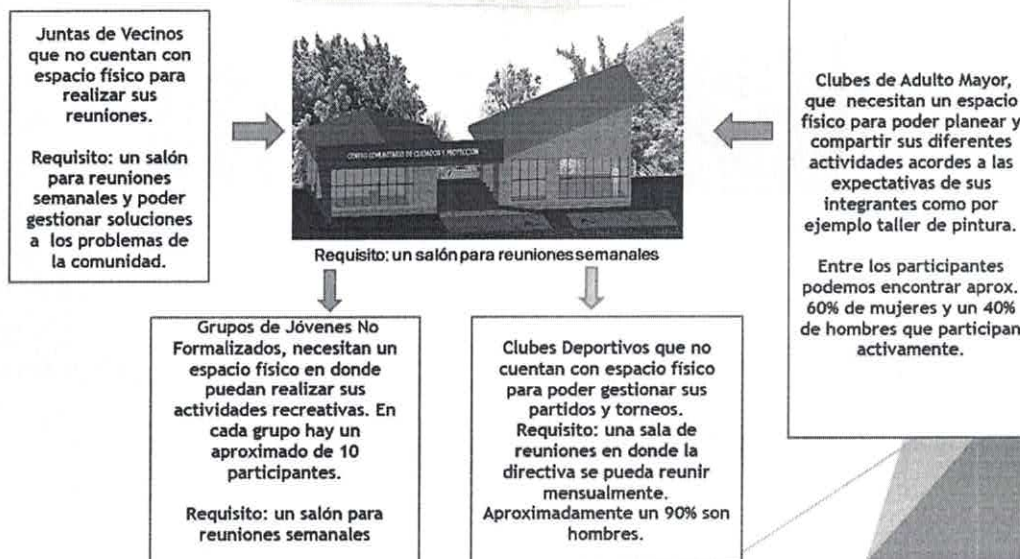 Juntas de Vecinos
que no cuentan con
espacio físico para
realizar sus
reuniones.
Requisito: un salón
para reuniones
semanales y poder
gestionar soluciones
a los problemas de
la comunidad.
CENTRO COMUNITARIO DE CUIDADOS Y PROTECCION
Requisito: un salón para reuniones semanales
Clubes de Adulto Mayor,
que necesitan un espacio
físico para poder planear y
compartir sus diferentes
actividades acordes a las
expectativas de sus
integrantes como por
ejemplo taller de pintura.
Entre los participantes
podemos encontrar aprox.
60% de mujeres y un 40%
de hombres que participan
activamente.
Grupos de Jóvenes No
Formalizados, necesitan un
espacio físico en donde
puedan realizar sus
actividades recreativas. En
cada grupo hay un
aproximado de 10
participantes.
Requisito: un salón para
reuniones semanales
Clubes Deportivos que no
cuentan con espacio físico
para poder gestionar sus
partidos y torneos.
Requisito: una sala de
reuniones en donde la
directiva se pueda reunir
mensualmente.
Aproximadamente un 90% son
hombres.